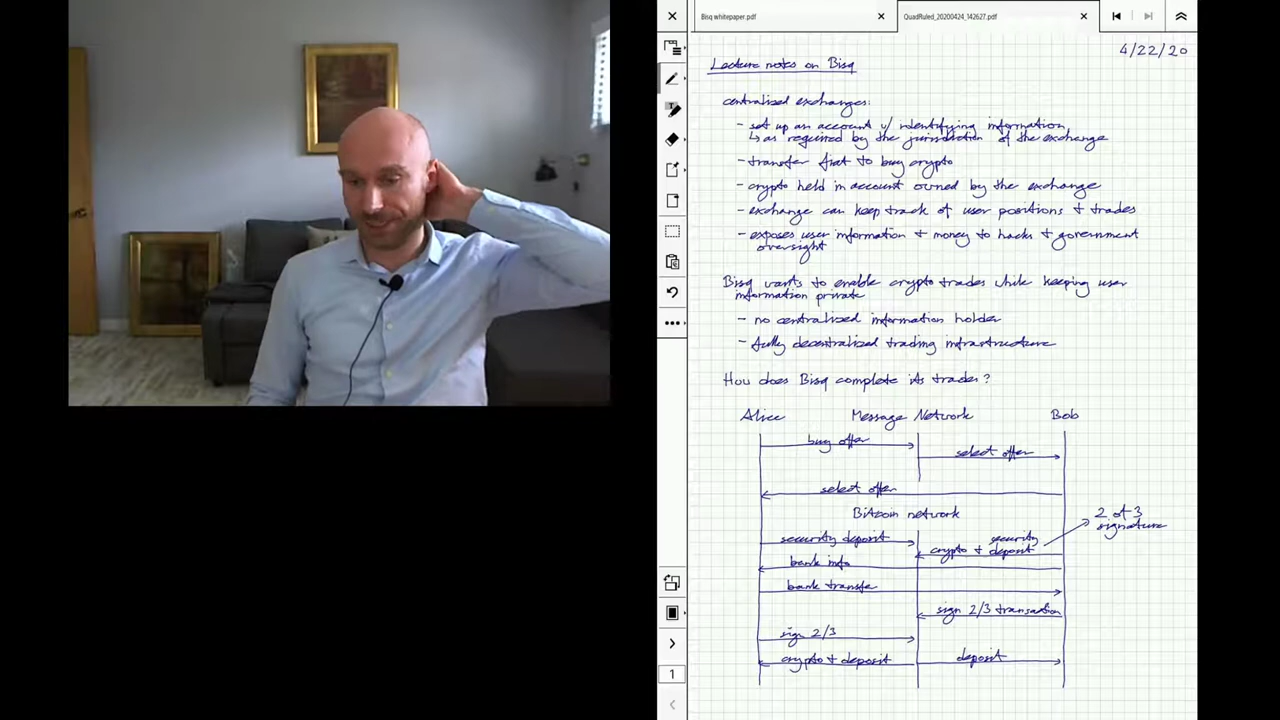 Bisq whitepaper.pdf
QuadRuled_20200424_142627.pdf
4/22/20
Lecture notes on Bisq
centralized exchanges:
- set up an account w/ identifying information
↳ as required by the jurisdiction of the exchange
- transfer fiat to buy crypto
- crypto held in account owned by the exchange
- exchange can keep track of user positions + trades
- exposes user information + money to hacks + government
oversight
Bisq wants to enable crypto trades while keeping user
information private
- no centralized information holder
- fully decentralized trading infrastructure
How does Bisq complete its trades?
Alice Message Network Bob
buy offer
select offer
select offer
Bitcoin network
2 of 3
signature
security deposit
security
crypto + deposit
bank info
bank transfer
sign 2/3 transaction
sign 2/3
crypto + deposit
deposit
1